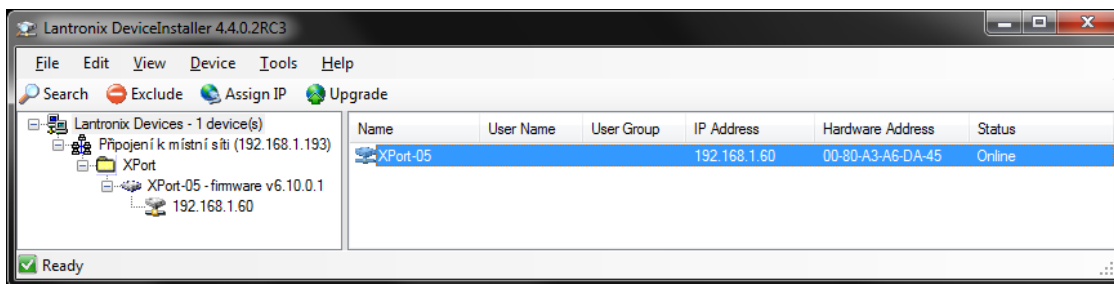 Lantronix DeviceInstaller 4.4.0.2RC3
File Edit View Device Tools Help
Search Exclude Assign IP Upgrade
Lantronix Devices - 1 device(s)
Připojení k místní síti (192.168.1.193)
XPort
XPort-05 - firmware v6.10.0.1
192.168.1.60
Name User Name User Group IP Address Hardware Address Status
XPort-05 192.168.1.60 00-80-A3-A6-DA-45 Online
Ready